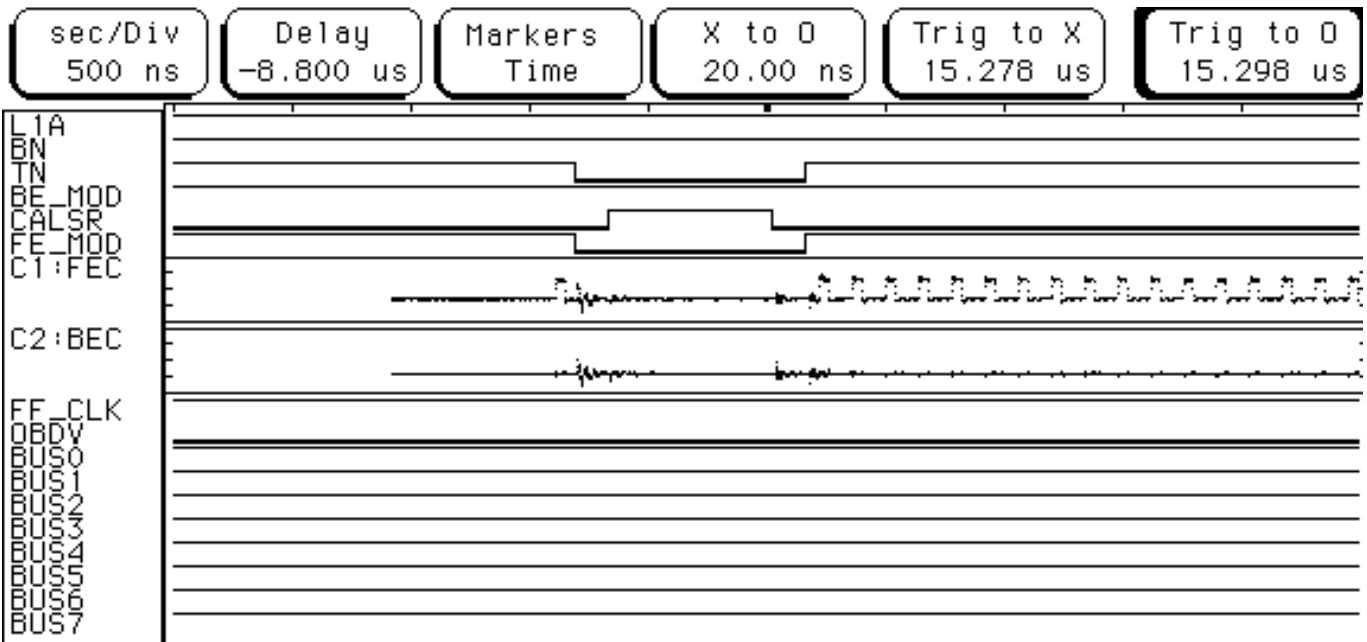 sec/Div Delay Markers X to O Trig to X Trig to O
500 ns -8.800 us Time 20.00 ns 15.278 us 15.298 us
L1A
BN
TN
BE_MOD
CALSR
FE_MOD
C1:FEC
C2:BEC
FF_CLK
OBDV
BUS0
BUS1
BUS2
BUS3
BUS4
BUS5
BUS6
BUS7